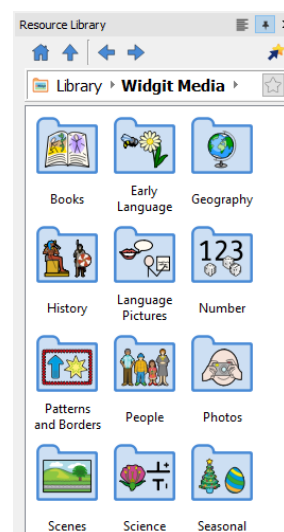 Resource Library
Library Widgit Media
Books
Early
Language
Geography
123
History
Language
Pictures
Number
Patterns
and Borders
People
Photos
Scenes
Science
Seasonal